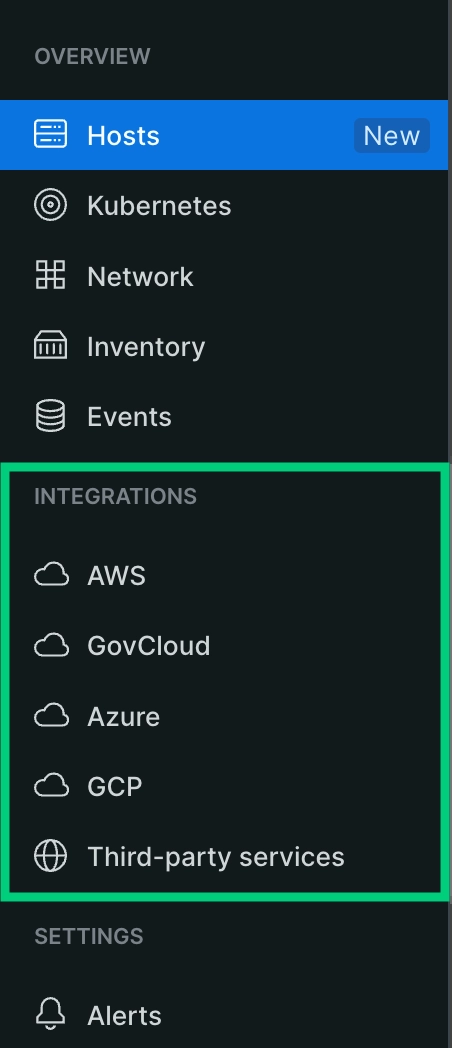 OVERVIEW
Hosts New
Kubernetes
Network
Inventory
Events
INTEGRATIONS
AWS
GovCloud
Azure
GCP
Third-party services
SETTINGS
Alerts